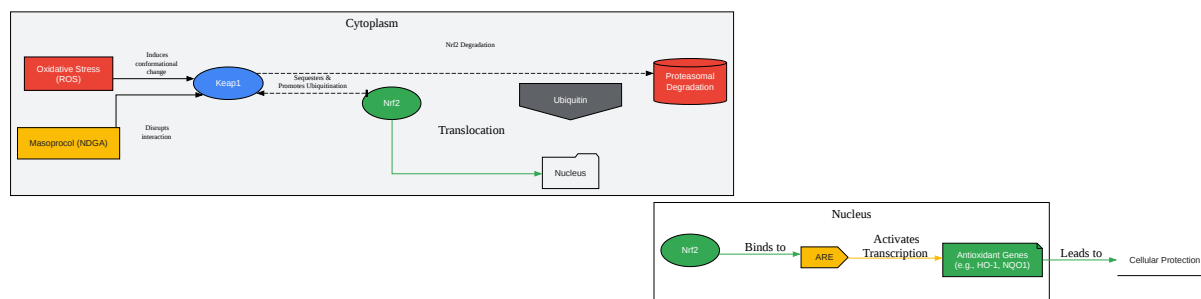 Cytoplasm
Nrf2 Degradation
Induces
conformational
change
Oxidative Stress
(ROS)
Keap1
Sequesters &
Promotes Ubiquitination
Proteasomal
Degradation
Nrf2
Ubiquitin
Masoprocol (NDGA)
Disrupts
interaction
Translocation
Nucleus
Nucleus
Nrf2
Binds to
ARE
Activates
Transcription
Antioxidant Genes
(e.g., HO-1, NQO1)
Leads to
Cellular Protection